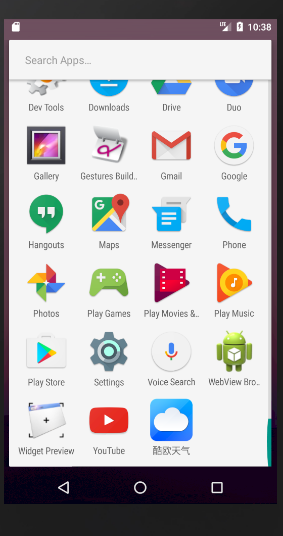 10:38
Search Apps...
Dev Tools Downloads Drive Duo
Gallery Gestures Build.. Gmail Google
Hangouts Maps Messenger Phone
Photos Play Games Play Movies &.. Play Music
Play Store Settings Voice Search WebView Bro..
Widget Preview YouTube 酷欧天气